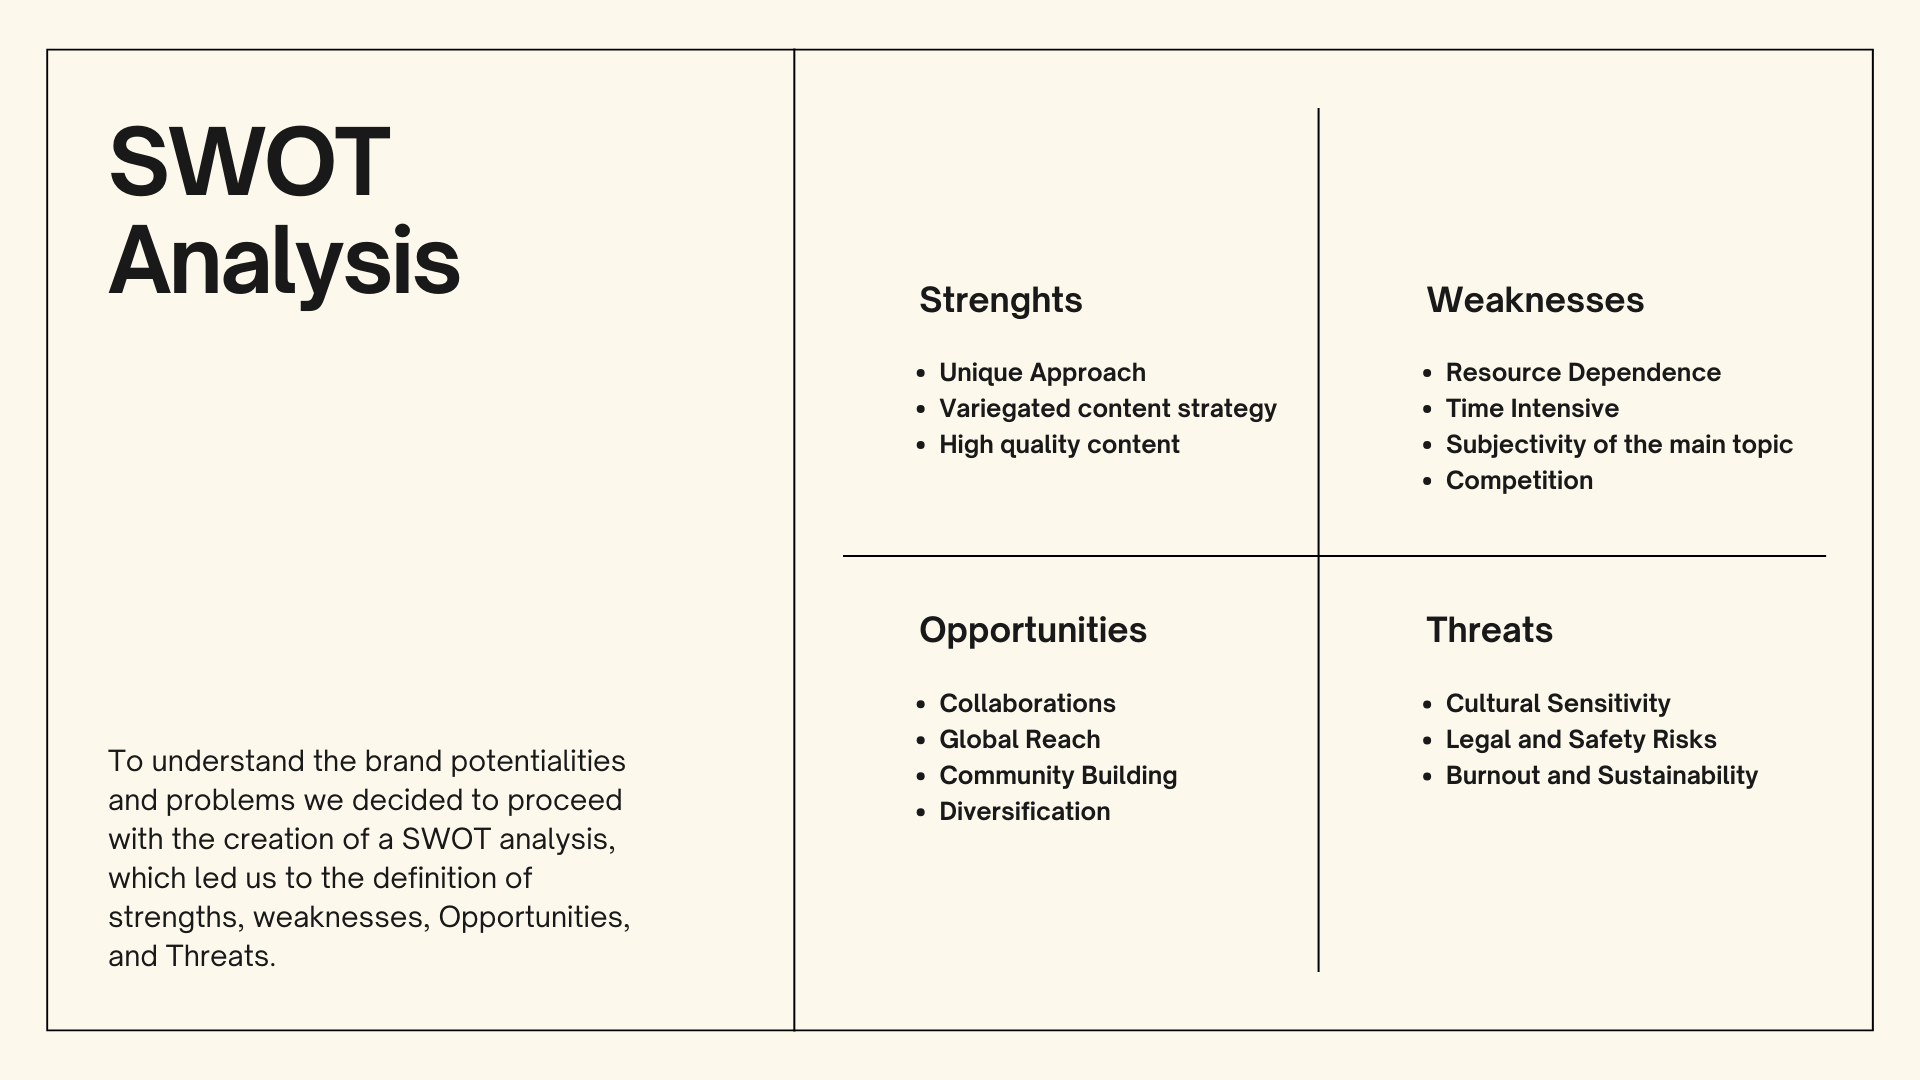 SWOT
Analysis
To understand the brand potentialities
and problems we decided to proceed
with the creation of a SWOT analysis,
which led us to the definition of
strengths, weaknesses, Opportunities,
and Threats.
Strenghts
• Unique Approach
• Variegated content strategy
• High quality content
Weaknesses
• Resource Dependence
• Time Intensive
• Subjectivity of the main topic
• Competition
Opportunities
• Collaborations
• Global Reach
• Community Building
• Diversification
Threats
• Cultural Sensitivity
• Legal and Safety Risks
• Burnout and Sustainability